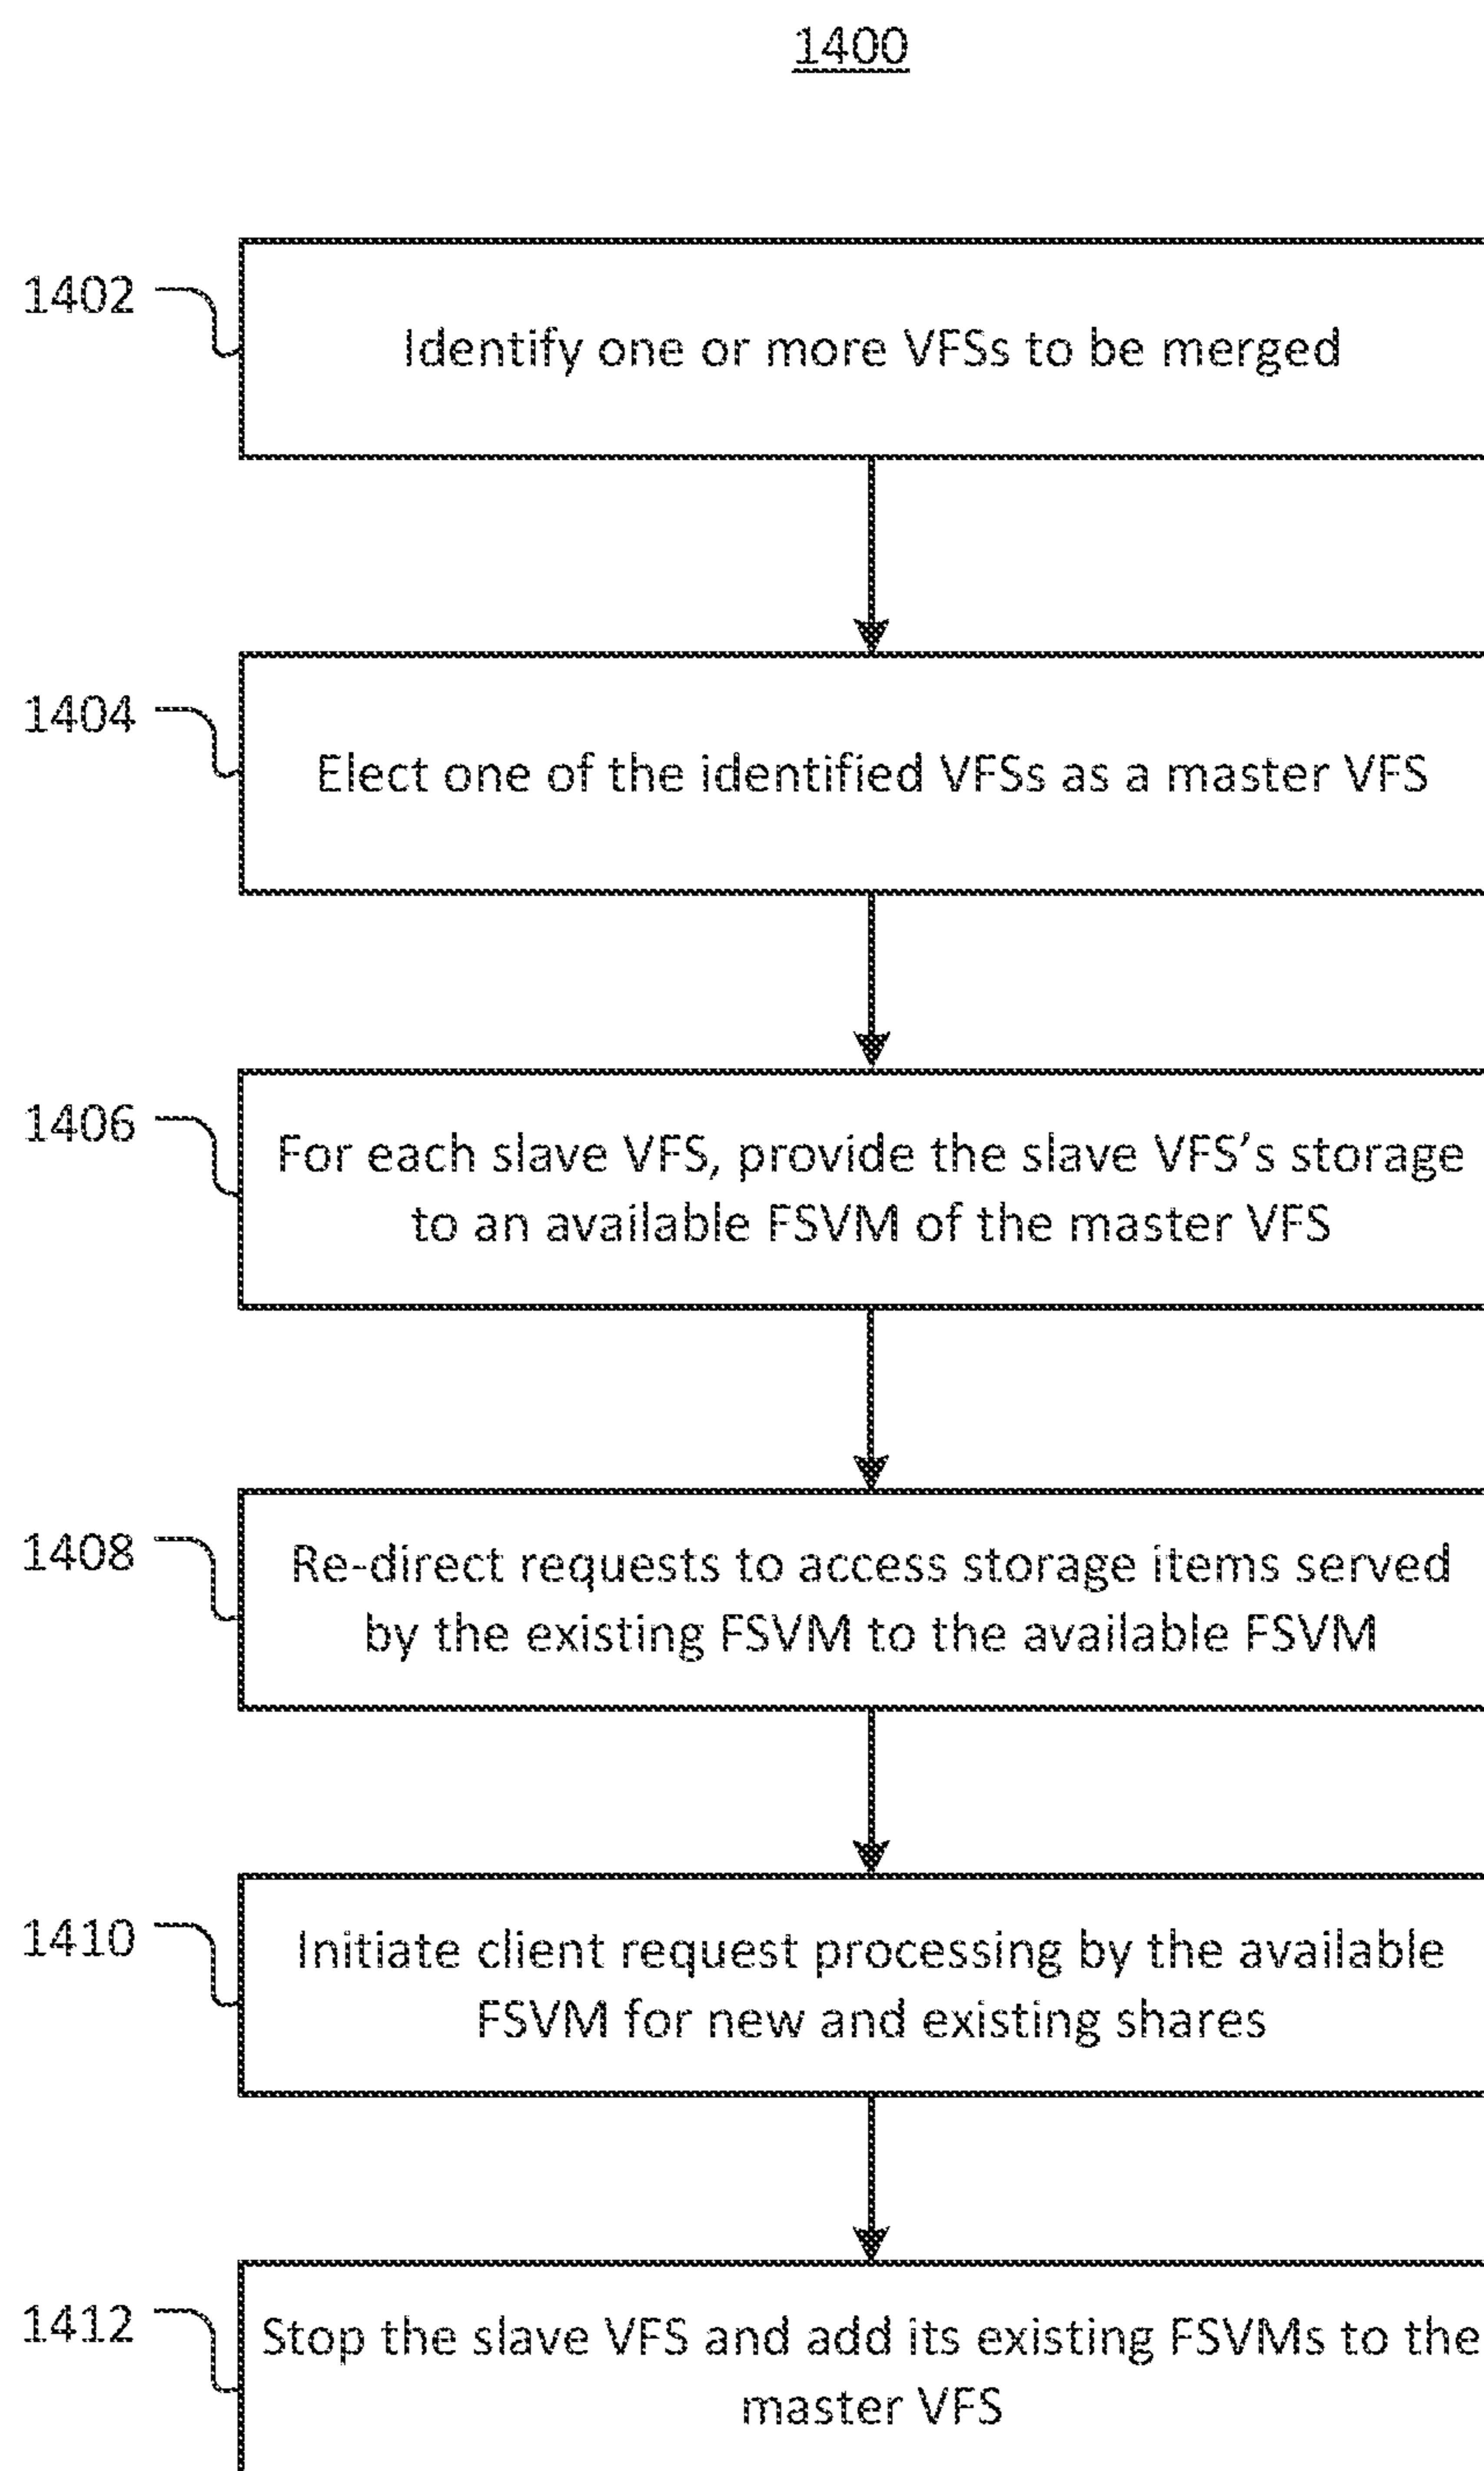 1400
1402
Identify one or more VFSs to be merged
1404
Elect one of the identified VFSs as a master VFS
1406
For each slave VFS, provide the slave VFS's storage
to an available FSVM of the master VFS
1408
Re-direct requests to access storage items served
by the existing FSVM to the available FSVM
1410
Initiate client request processing by the available
FSVM for new and existing shares
1412
Stop the slave VFS and add its existing FSVMs to the
master VFS